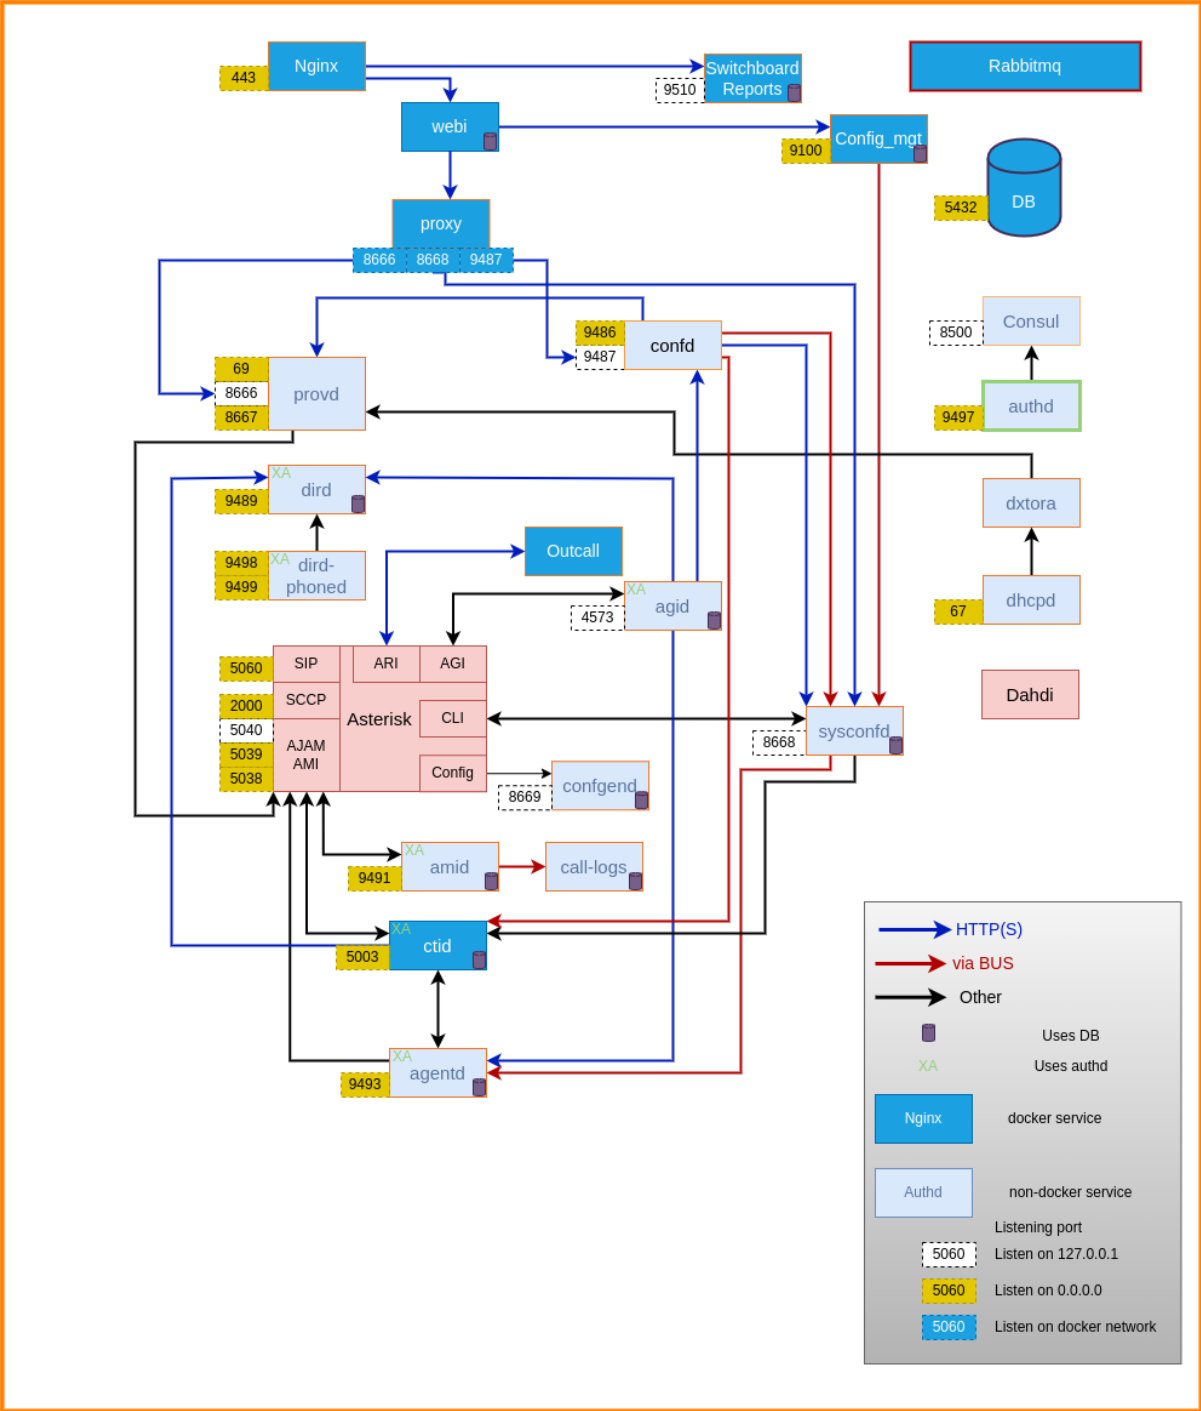 Nginx
443
Switchboard
Reports
9510
Rabbitmq
webi
Config_mgt
9100
DB
5432
proxy
8666 8668 9487
Consul
8500
confd
9486
9487
provd
69
8666
8667
authd
9497
XA
dird
9489
dxtora
XA
dird-
phoned
9498
9499
Outcall
XA
agid
4573
dhcpd
67
SIP
ARI
AGI
5060
SCCP
2000
5040
Asterisk
CLI
AJAM
AMI
5039
5038
Config
Dahdi
sysconfd
8668
confgend
8669
XA
amid
9491
call-logs
XA
ctid
5003
XA
agentd
9493
HTTP(S)
via BUS
Other
Uses DB
XA
Uses authd
Nginx
docker service
Authd
non-docker service
Listening port
5060 Listen on 127.0.0.1
5060 Listen on 0.0.0.0
5060 Listen on docker network